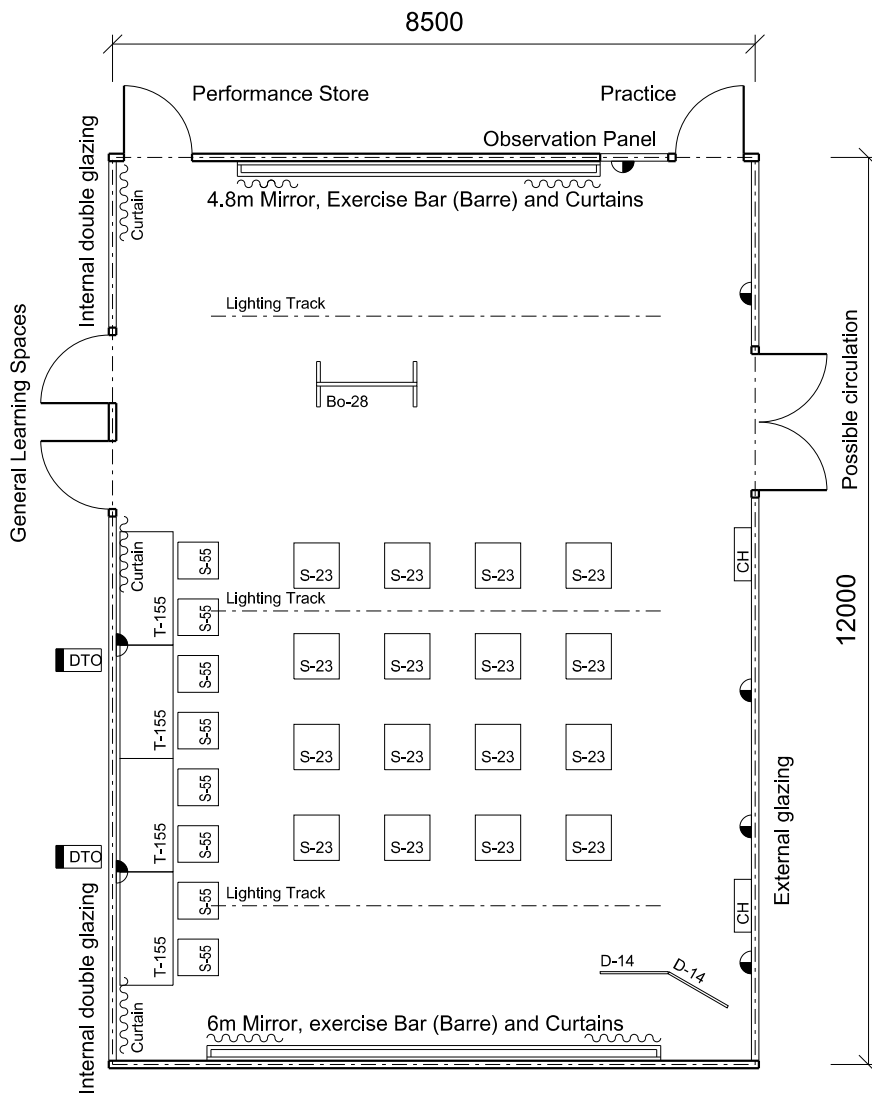 8500
Performance Store
Practice
Observation Panel
Internal double glazing
Curtain
4.8m Mirror, Exercise Bar (Barre) and Curtains
Lighting Track
General Learning Spaces
Possible circulation
Bo-28
Curtain
T-155
S-55
S-23 S-23 S-23 S-23
CH
S-55
Lighting Track
12000
DTO
T-155
S-55
S-23 S-23 S-23 S-23
S-55
S-23 S-23 S-23 S-23
T-155
S-55
DTO
S-55
S-23 S-23 S-23 S-23
External glazing
T-155
S-55
Lighting Track
CH
S-55
D-14
D-14
Internal double glazing
Curtain
6m Mirror, exercise Bar (Barre) and Curtains